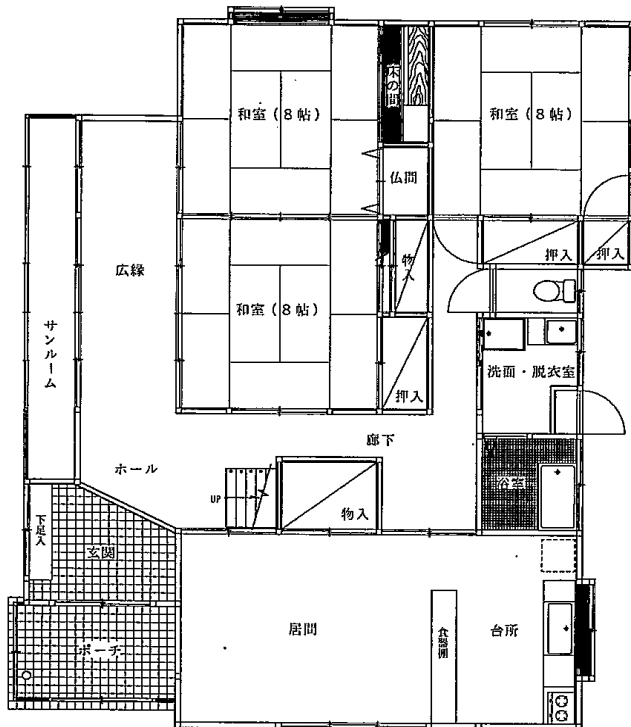 床の間
和室(8帖)
和室(8帖)
仏間
広縁
物入
押入
押入
和室(8帖)
サンルーム
洗面・脱衣室
押入
廊下
ホール
UP
物入
浴室
下足入
玄関
居間
食器棚
台所
ポーチ